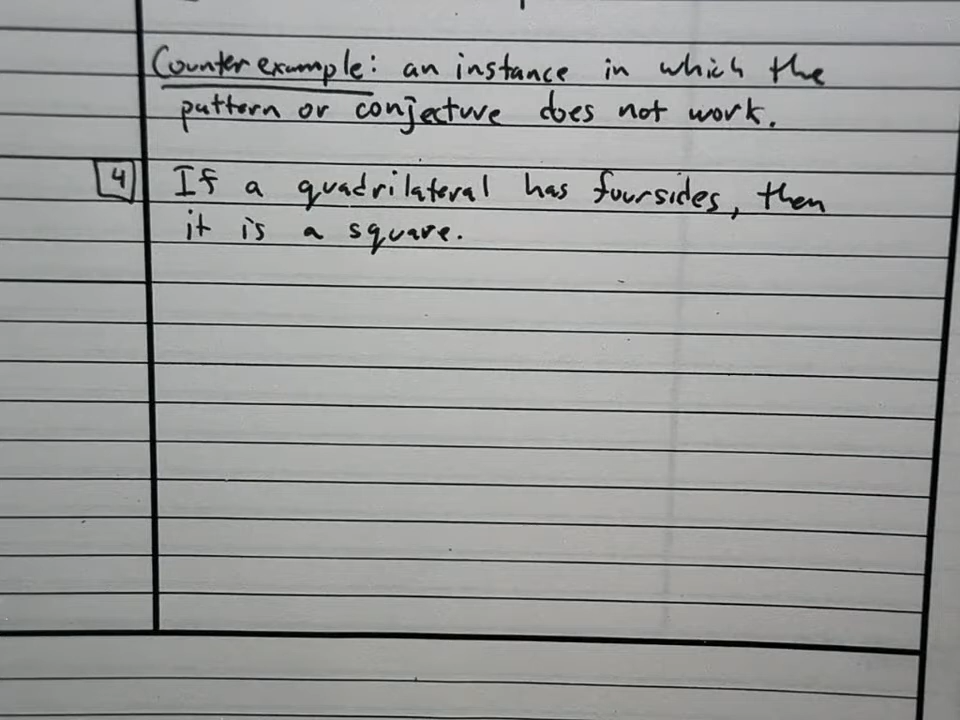 Counterexample: an instance in which the
pattern or conjecture does not work.
4 If a quadrilateral has foursides, then
it is a square.